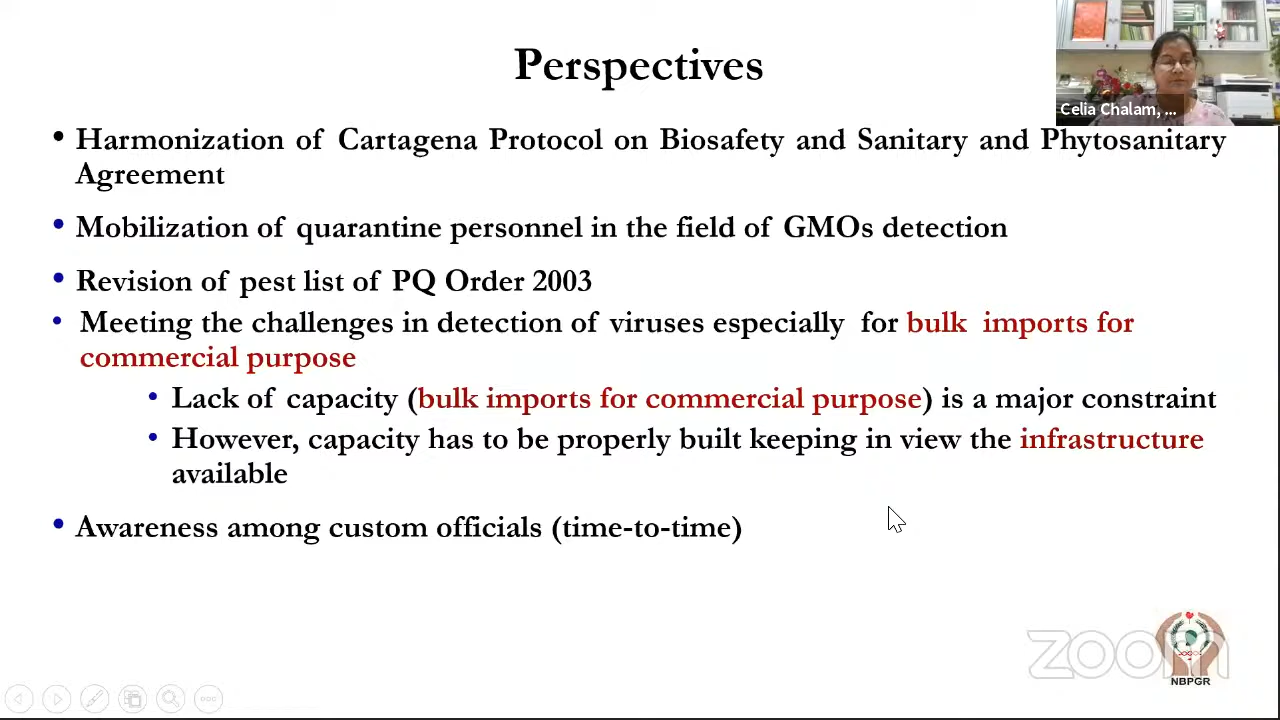 Perspectives
Celia Chalam, ...
• Harmonization of Cartagena Protocol on Biosafety and Sanitary and Phytosanitary
Agreement
• Mobilization of quarantine personnel in the field of GMOs detection
• Revision of pest list of PQ Order 2003
• Meeting the challenges in detection of viruses especially for bulk imports for
commercial purpose
• Lack of capacity (bulk imports for commercial purpose) is a major constraint
• However, capacity has to be properly built keeping in view the infrastructure
available
• Awareness among custom officials (time-to-time)
zoom
NBPGR